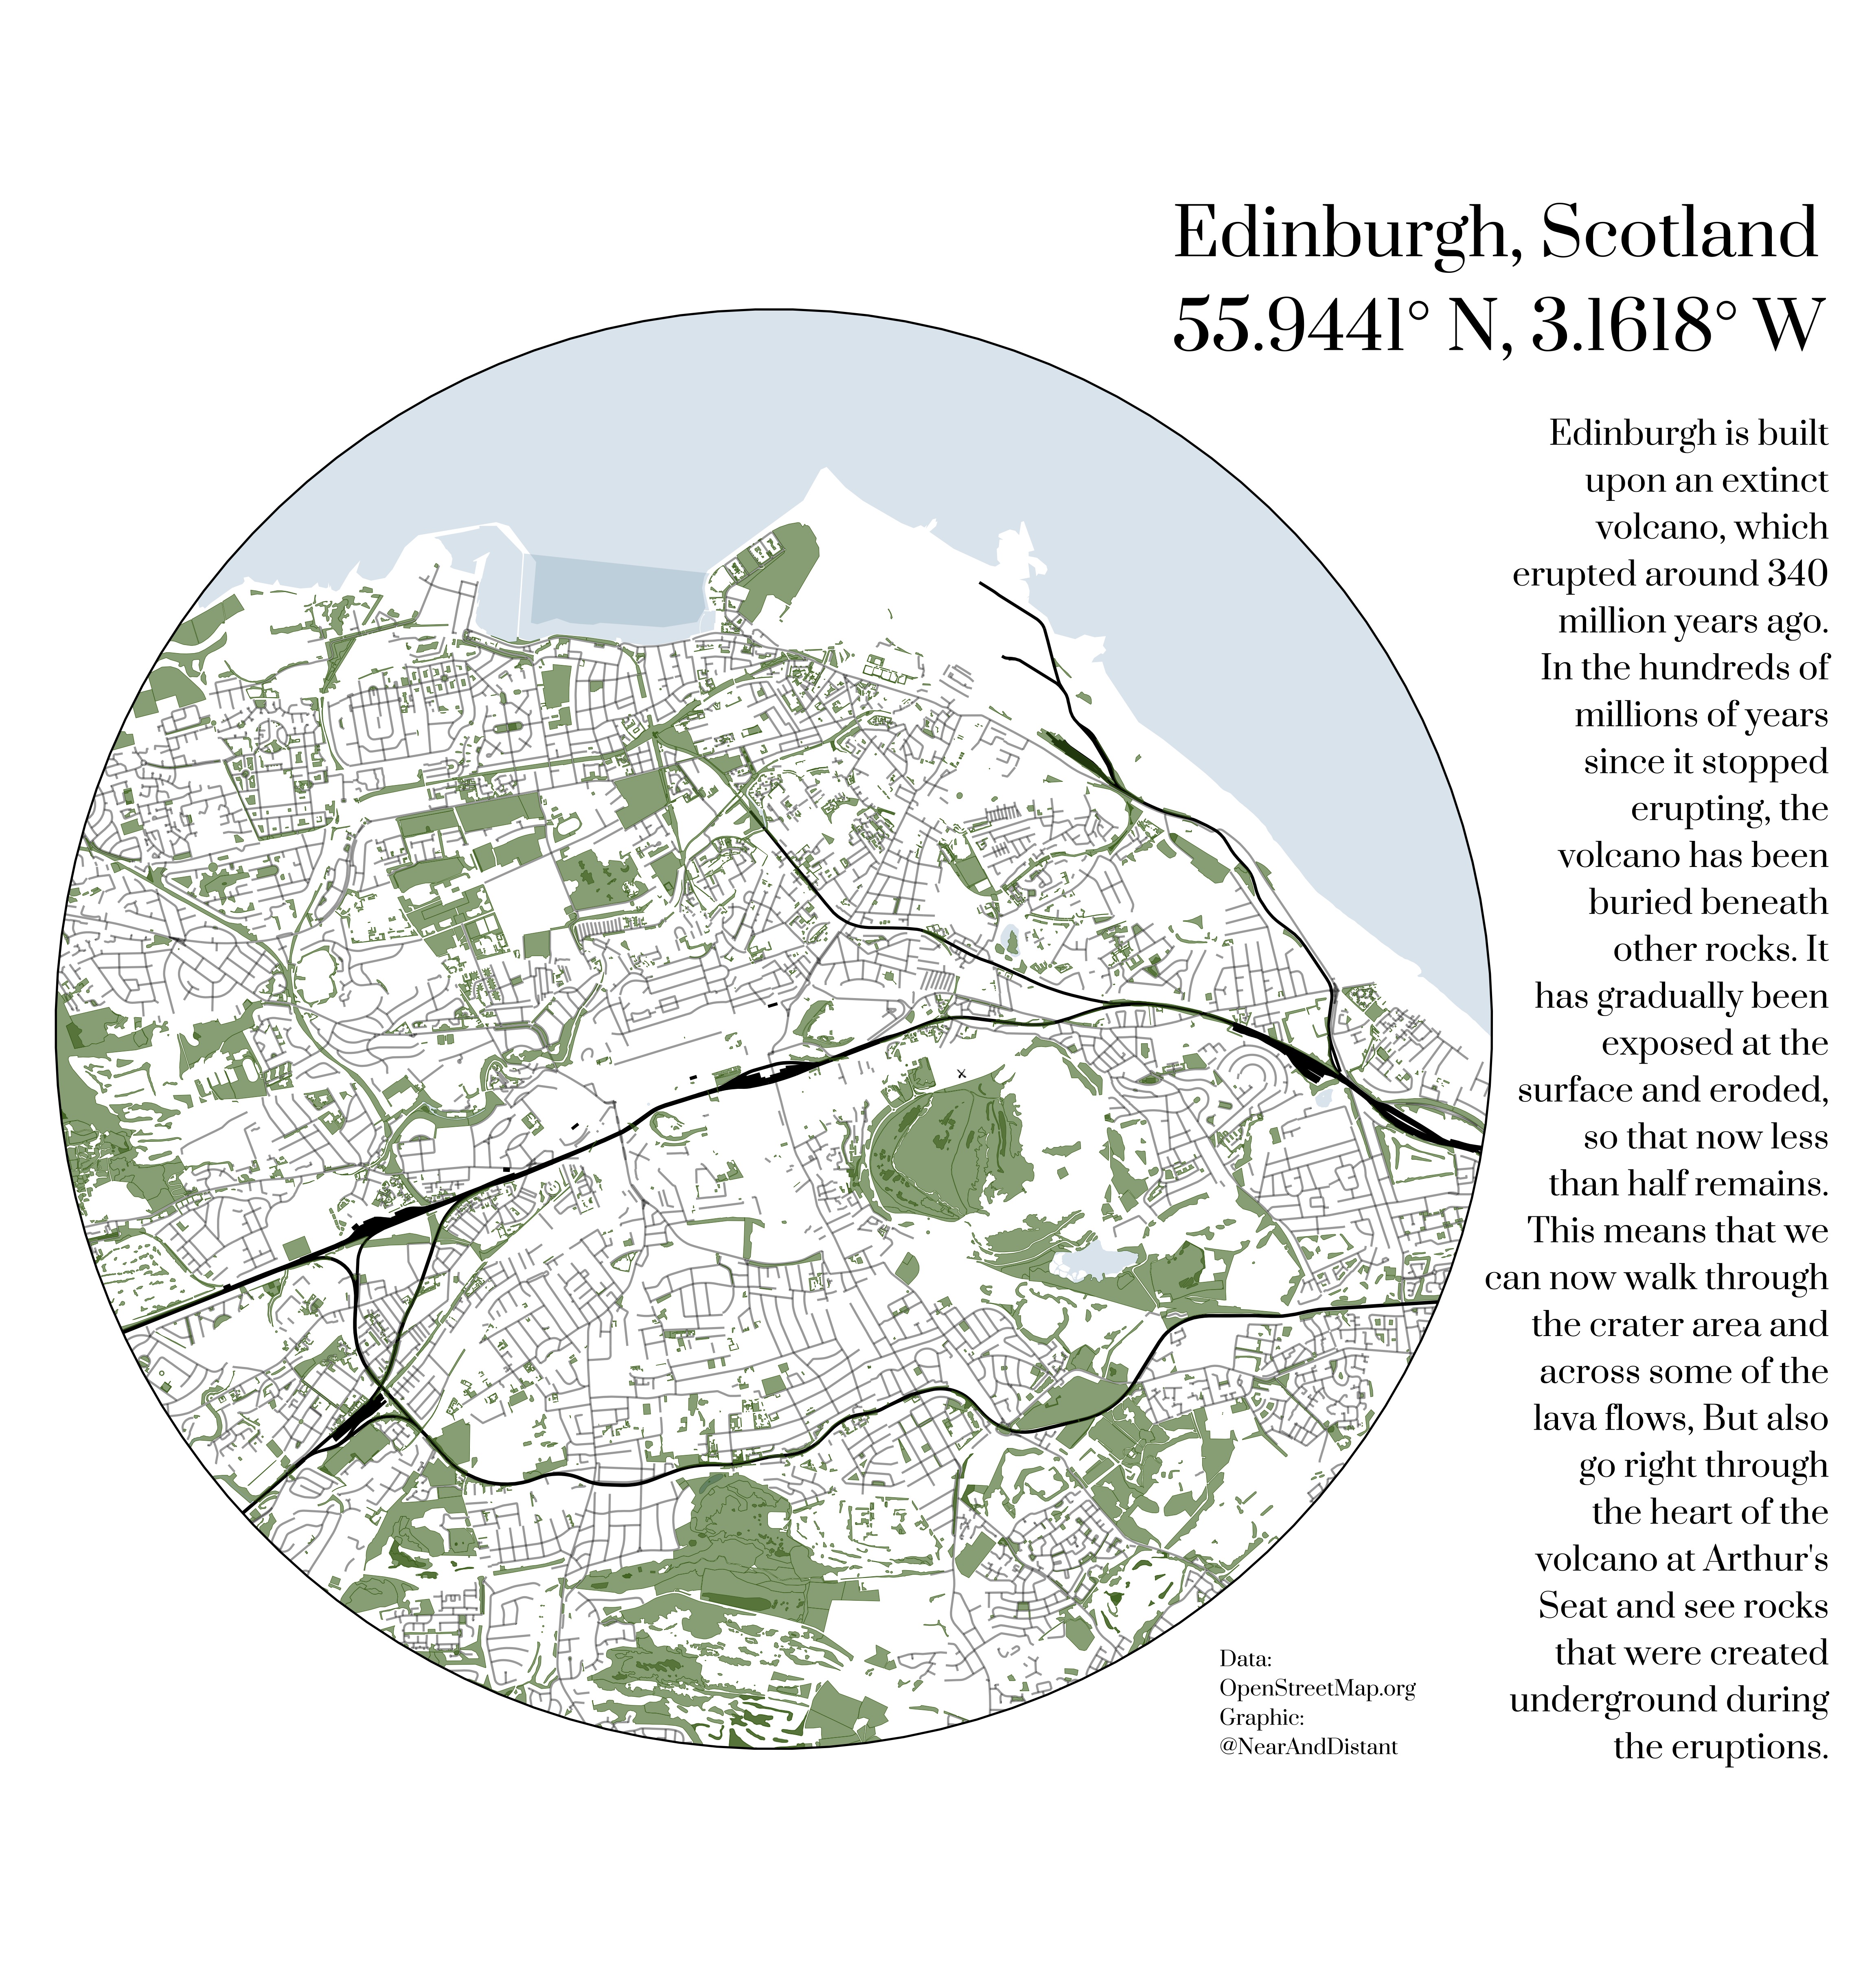 Edinburgh, Scotland
55.9441° N, 3.1618° W
Edinburgh is built
upon an extinct
volcano, which
erupted around 340
million years ago.
In the hundreds of
millions of years
since it stopped
erupting, the
volcano has been
buried beneath
other rocks. It
has gradually been
exposed at the
surface and eroded,
so that now less
than half remains.
This means that we
can now walk through
the crater area and
across some of the
lava flows, But also
go right through
the heart of the
volcano at Arthur's
Seat and see rocks
that were created
underground during
the eruptions.
Data:
OpenStreetMap.org
Graphic:
@NearAndDistant